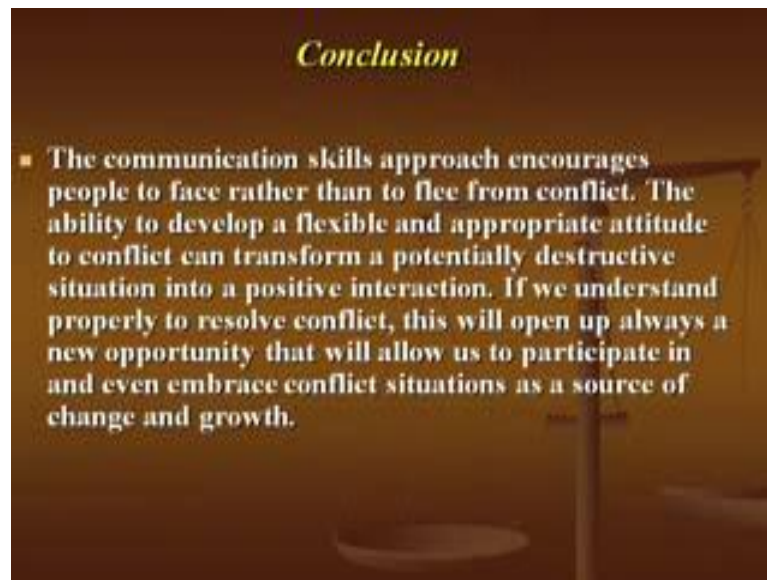 Conclusion
The communication skills approach encourages
people to face rather than to flee from conflict. The
ability to develop a flexible and appropriate attitude
to conflict can transform a potentially destructive
situation into a positive interaction. If we understand
properly to resolve conflict, this will open up always a
new opportunity that will allow us to participate in
and even embrace conflict situations as a source of
change and growth.